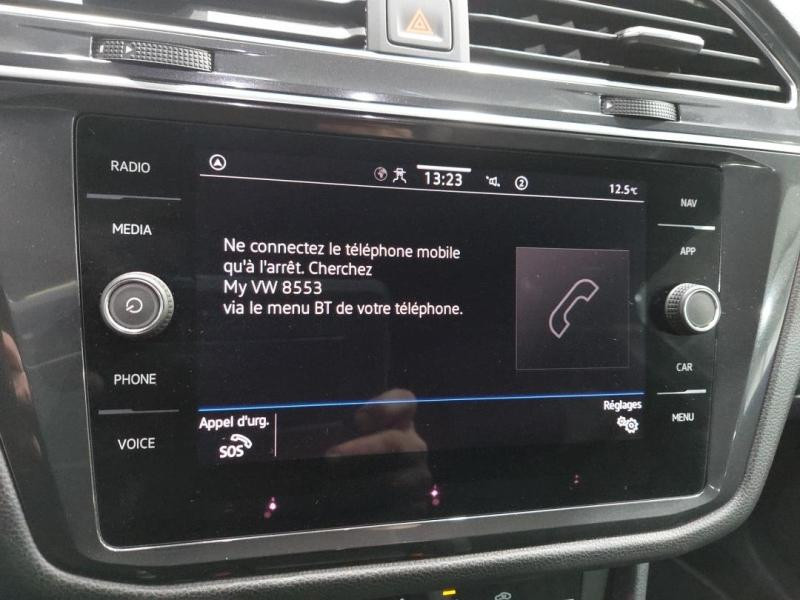 RADIO
MEDIA
PHONE
VOICE
13:23
2
12.5°C
Ne connectez le téléphone mobile
qu'à l'arrêt. Cherchez
My VW 8553
via le menu BT de votre téléphone.
Appel d'urg.
SOS
Réglages
NAV
APP
CAR
MENU